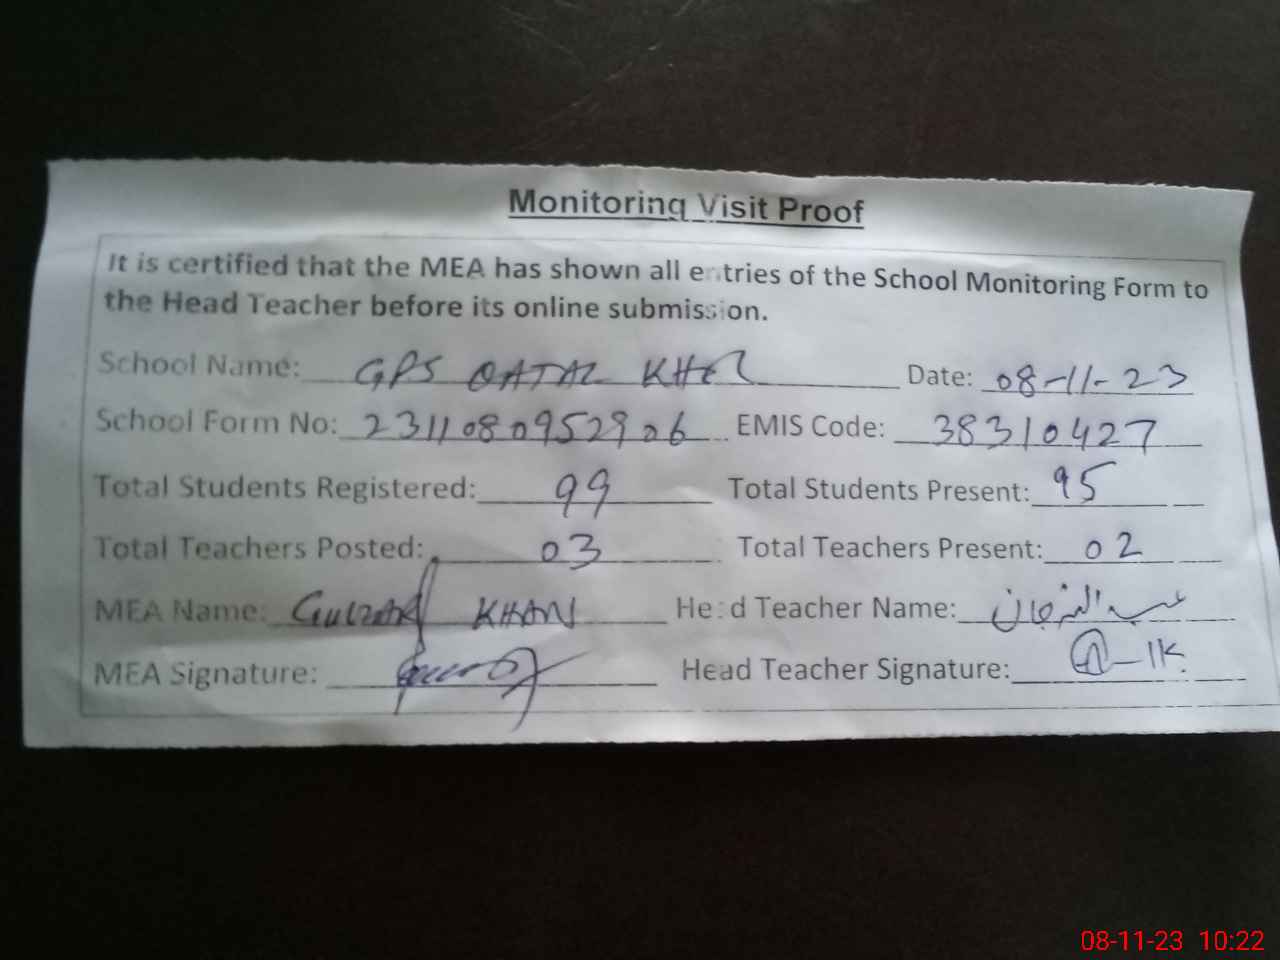 Monitoring Visit Proof
It is certified that the MEA has shown all entries of the School Monitoring Form to
the Head Teacher before its online submission.
School Name: GPS QATAL KHEL Date: 08-11-23
School Form No: 2311080952906 EMIS Code: 38310427
Total Students Registered: 99 Total Students Present: 95
Total Teachers Posted: 03 Total Teachers Present: 02
MEA Name: GULZAR KHAN Head Teacher Name:
MEA Signature: Head Teacher Signature:
08-11-23 10:22